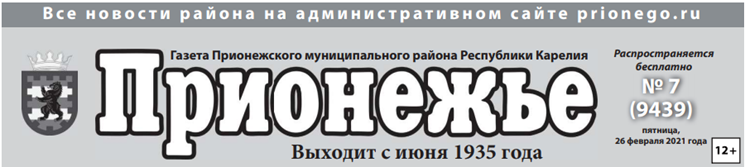 Все новости района на административном сайте prionego.ru
Газета Прионежского муниципального района Республики Карелия
Прионежье
Выходит с июня 1935 года
Распространяется
бесплатно
№ 7
(9439)
пятница,
26 февраля 2021 года
12+